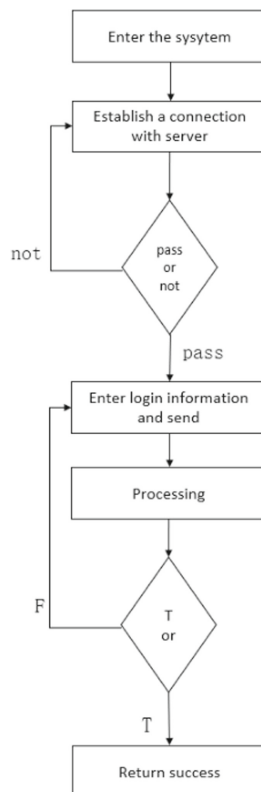 Enter the sysytem
Establish a connection
with server
pass
or
not
not
pass
Enter login information
and send
Processing
T
or
F
T
Return success